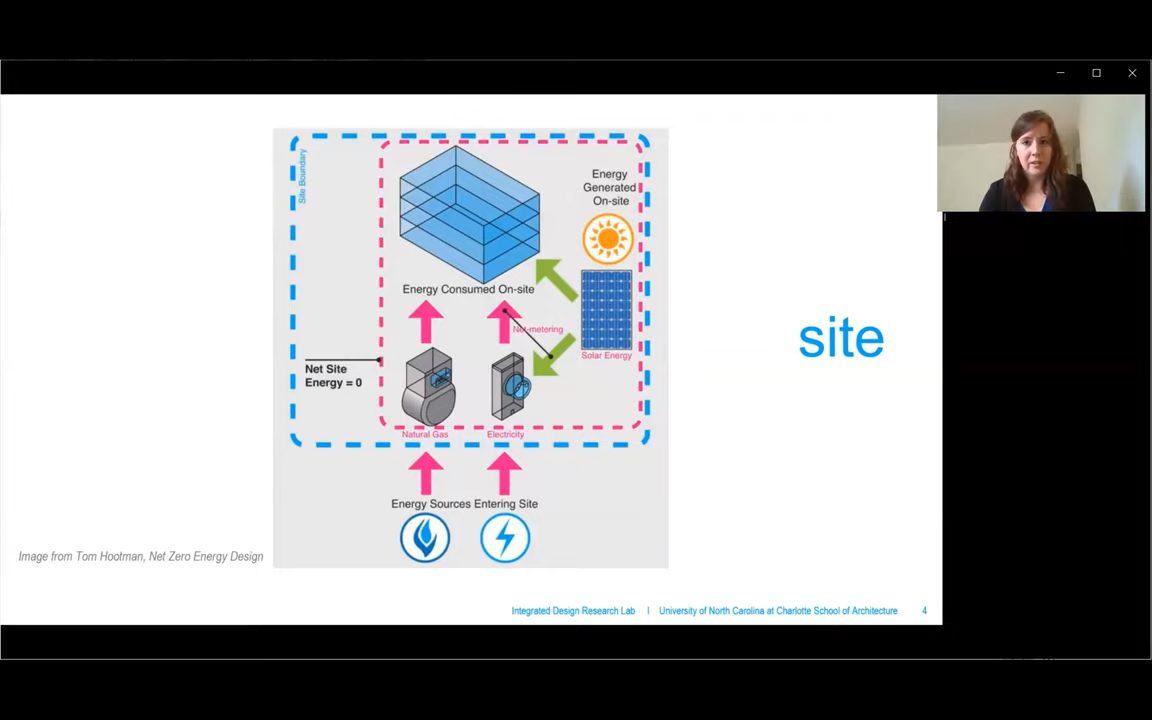 Site Boundary
Energy
Generated
On-site
Energy Consumed On-site
Net-metering
Solar Energy
Net Site
Energy = 0
Natural Gas
Electricity
Energy Sources Entering Site
site
Image from Tom Hootman, Net Zero Energy Design
Integrated Design Research Lab | University of North Carolina at Charlotte School of Architecture 4